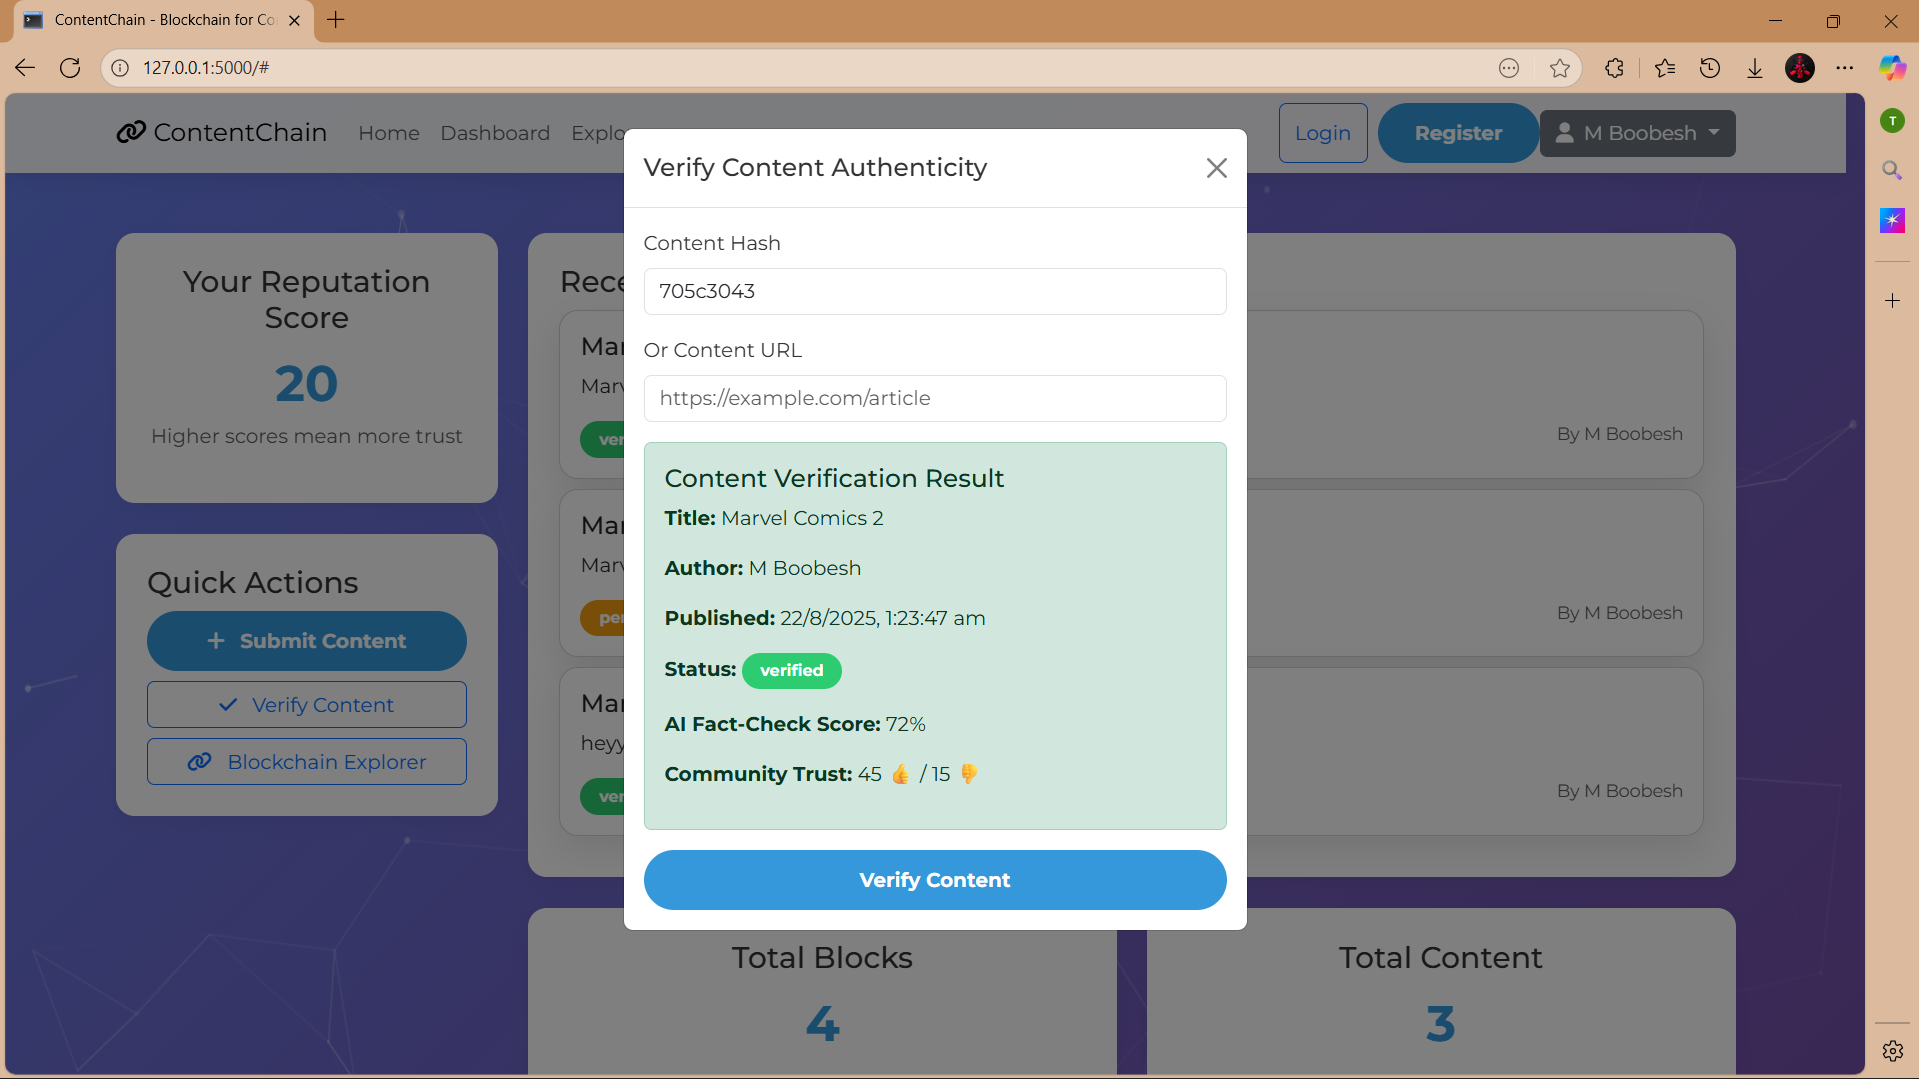 ContentChain - Blockchain for Co
127.0.0.1:5000/#
ContentChain
Home
Dashboard
Explo
Login
Register
M Boobesh
Verify Content Authenticity
Content Hash
705c3043
Or Content URL
https://example.com/article
Content Verification Result
Title: Marvel Comics 2
Author: M Boobesh
Published: 22/8/2025, 1:23:47 am
Status: verified
AI Fact-Check Score: 72%
Community Trust: 45 👍 / 15 👎
Verify Content
Your Reputation
Score
20
Higher scores mean more trust
Quick Actions
Submit Content
Verify Content
Blockchain Explorer
Rece
Mar
Marv
ver
By M Boobesh
Mar
Marv
per
By M Boobesh
Mar
heyy
ver
By M Boobesh
Total Blocks
4
Total Content
3
T